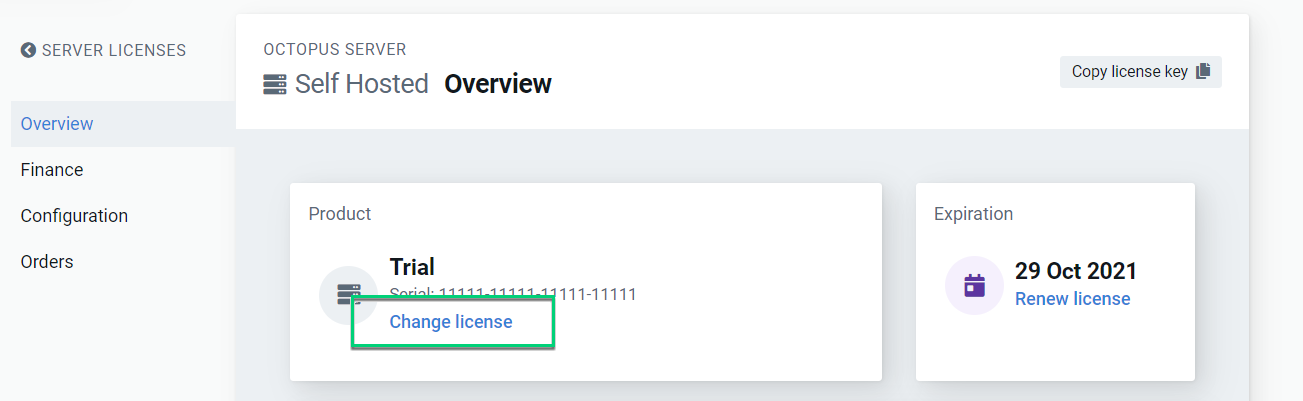 SERVER LICENSES
Overview
Finance
Configuration
Orders
OCTOPUS SERVER
Self Hosted Overview
Copy license key
Product
Trial
Serial: 11111-11111-11111-11111
Change license
Expiration
29 Oct 2021
Renew license